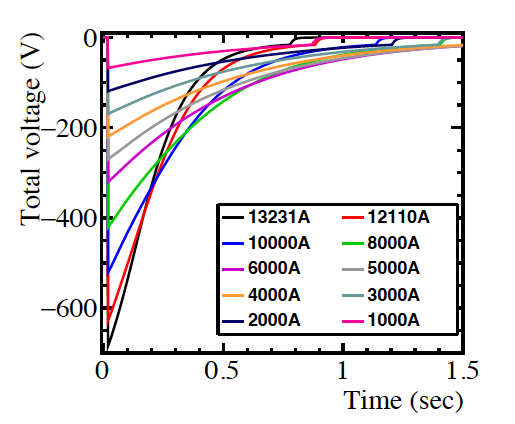 Total voltage (V)
0
−200
−400
−600
13231A 12110A
10000A 8000A
6000A 5000A
4000A 3000A
2000A 1000A
0 0.5 1 1.5
Time (sec)